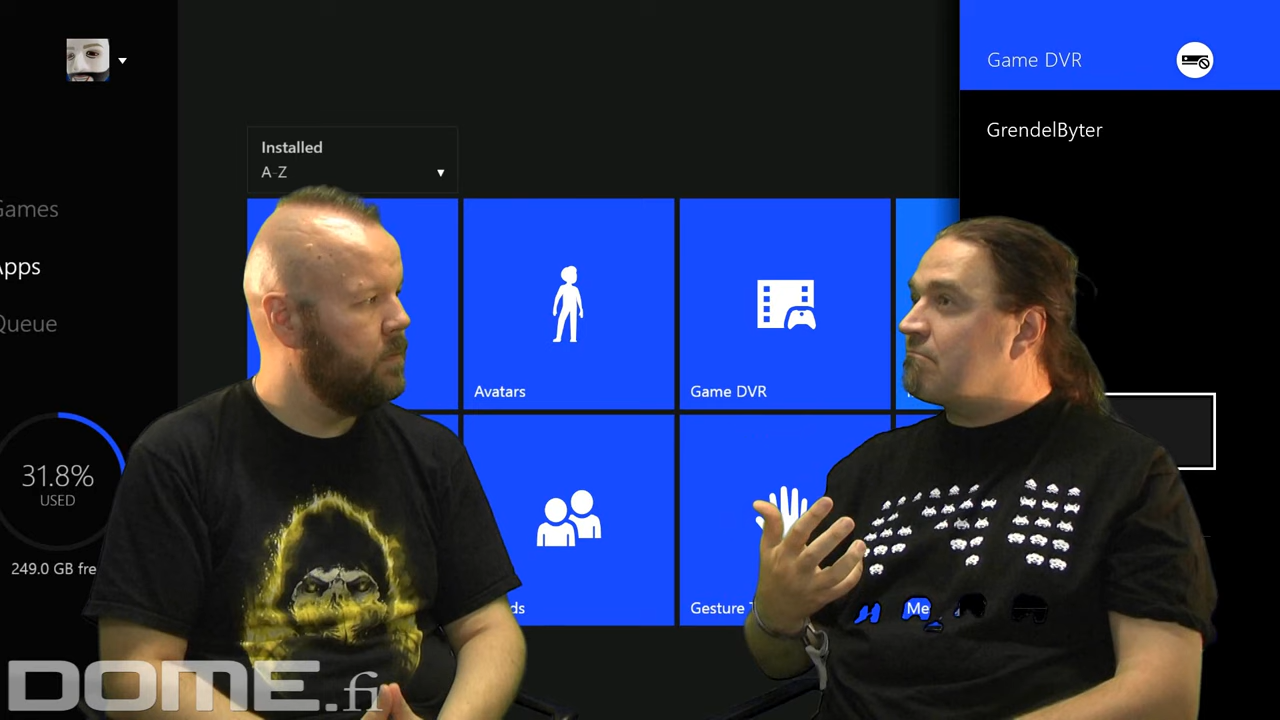 Game DVR
GrendelByter
Installed
A-Z
Games
Apps
Queue
Avatars
Game DVR
31.8%
USED
249.0 GB fre
Gesture
DOME.fi